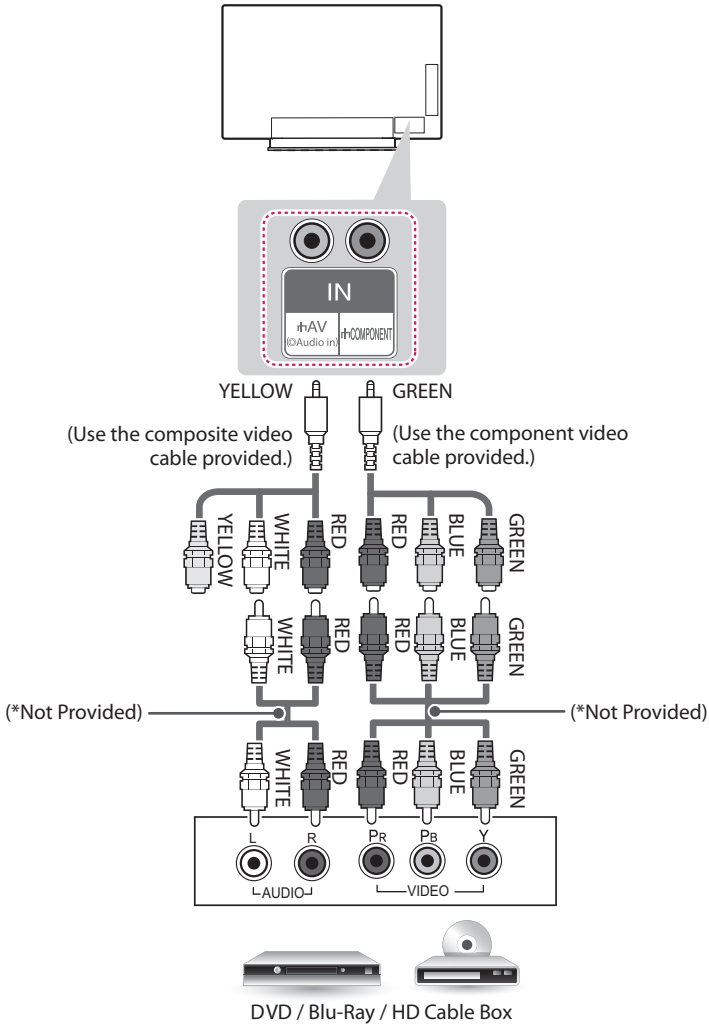 IN
AV
(Audio in)
COMPONENT
YELLOW
GREEN
(Use the composite video
cable provided.)
(Use the component video
cable provided.)
YELLOW
WHITE
RED
RED
BLUE
GREEN
WHITE
RED
RED
BLUE
GREEN
(*Not Provided)
(*Not Provided)
WHITE
RED
RED
BLUE
GREEN
L
R
PR
PB
Y
AUDIO
VIDEO
DVD / Blu-Ray / HD Cable Box